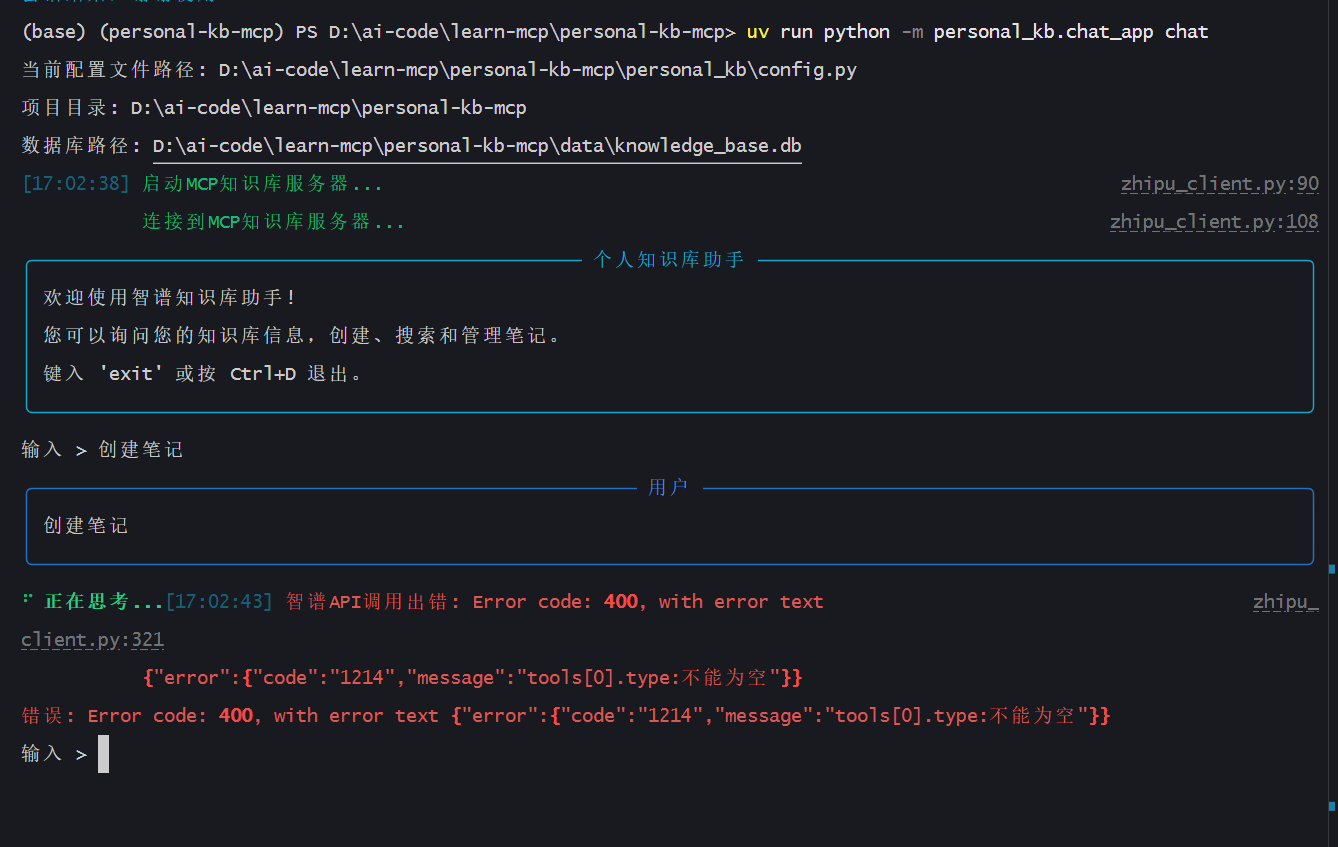 (base) (personal-kb-mcp) PS D:\ai-code\learn-mcp\personal-kb-mcp> uv run python -m personal_kb.chat_app chat
当前配置文件路径: D:\ai-code\learn-mcp\personal-kb-mcp\personal_kb\config.py
项目目录: D:\ai-code\learn-mcp\personal-kb-mcp
数据库路径: D:\ai-code\learn-mcp\personal-kb-mcp\data\knowledge_base.db
[17:02:38] 启动MCP知识库服务器... zhipu_client.py:90
连接到MCP知识库服务器... zhipu_client.py:108
个人知识库助手
欢迎使用智谱知识库助手!
您可以询问您的知识库信息，创建、搜索和管理笔记。
键入 'exit' 或按 Ctrl+D 退出。
输入 > 创建笔记
用户
创建笔记
正在思考...[17:02:43] 智谱API调用出错: Error code: 400, with error text zhipu_
client.py:321
{"error":{"code":"1214","message":"tools[0].type:不能为空"}}
错误: Error code: 400, with error text {"error":{"code":"1214","message":"tools[0].type:不能为空"}}
输入 >